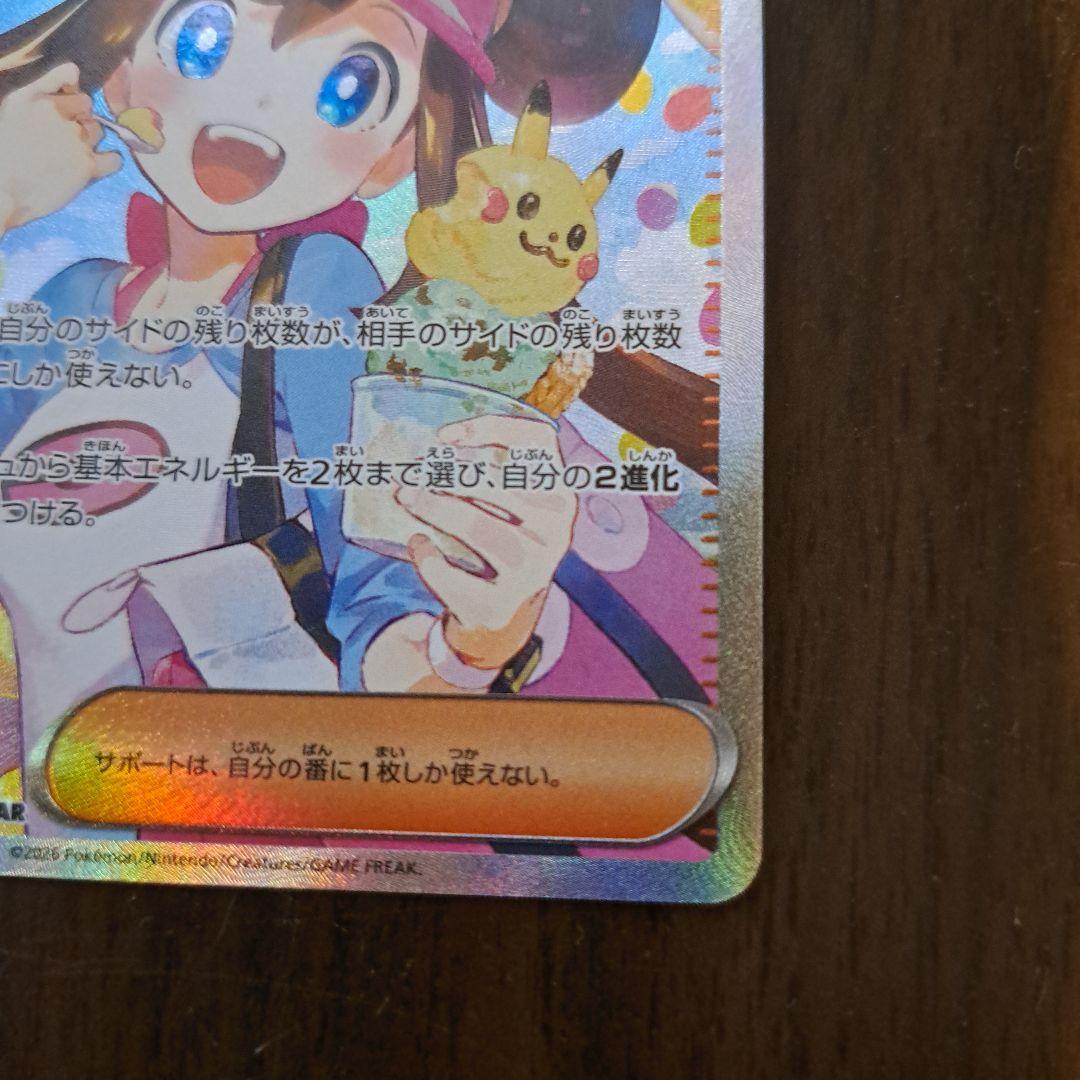 自分のサイドの残り枚数が、相手のサイドの残り枚数
にしか使えない。
ュから基本エネルギーを2枚まで選び、自分の2進化
つける。
サポートは、自分の番に1枚しか使えない。
AR
©2026 Pokémon/Nintendo/Creatures/GAME FREAK.